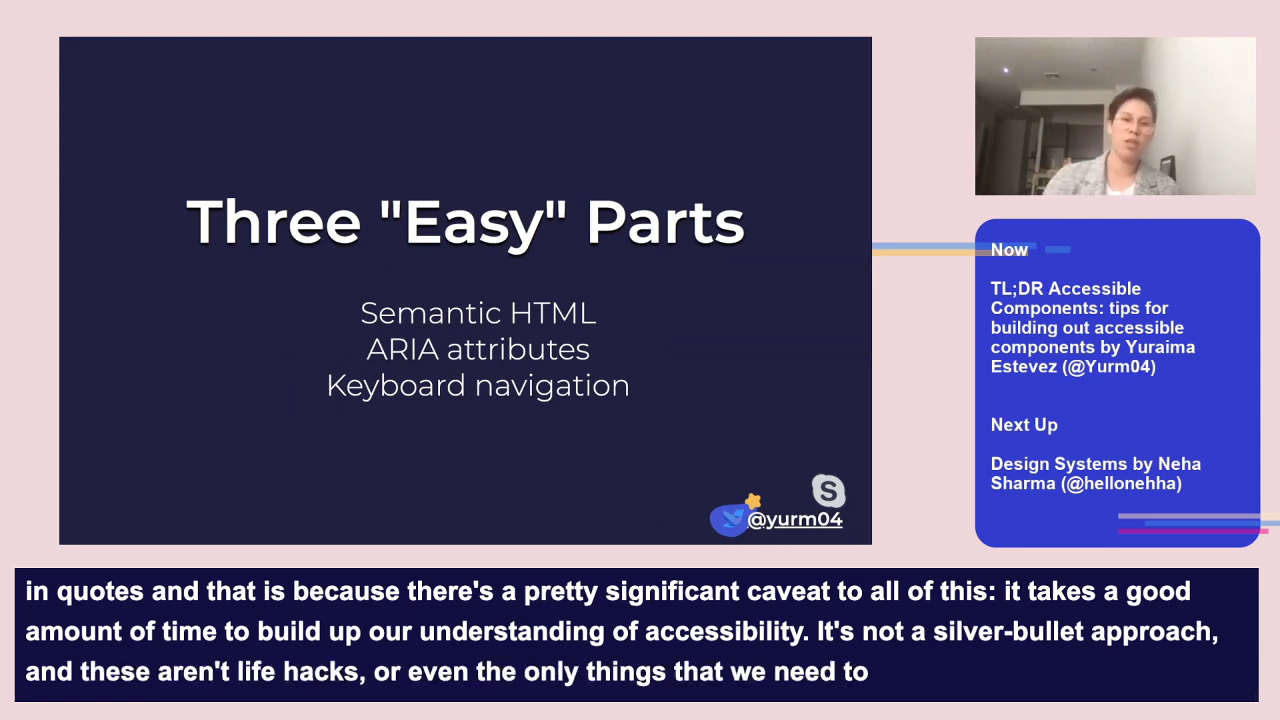 Three "Easy" Parts
Semantic HTML
ARIA attributes
Keyboard navigation
S
@yurm04
Now
TL;DR Accessible
Components: tips for
building out accessible
components by Yuraima
Estevez (@Yurm04)
Next Up
Design Systems by Neha
Sharma (@hellonehha)
in quotes and that is because there's a pretty significant caveat to all of this: it takes a good
amount of time to build up our understanding of accessibility. It's not a silver-bullet approach,
and these aren't life hacks, or even the only things that we need to